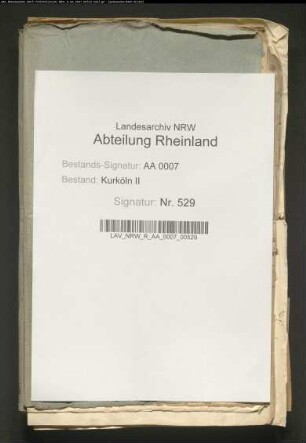 Landesarchiv NRW
Abteilung Rheinland
Bestands-Signatur: AA 0007
Bestand: Kurköln II
Signatur: Nr. 529
LAV_NRW_R_AA_0007_00529